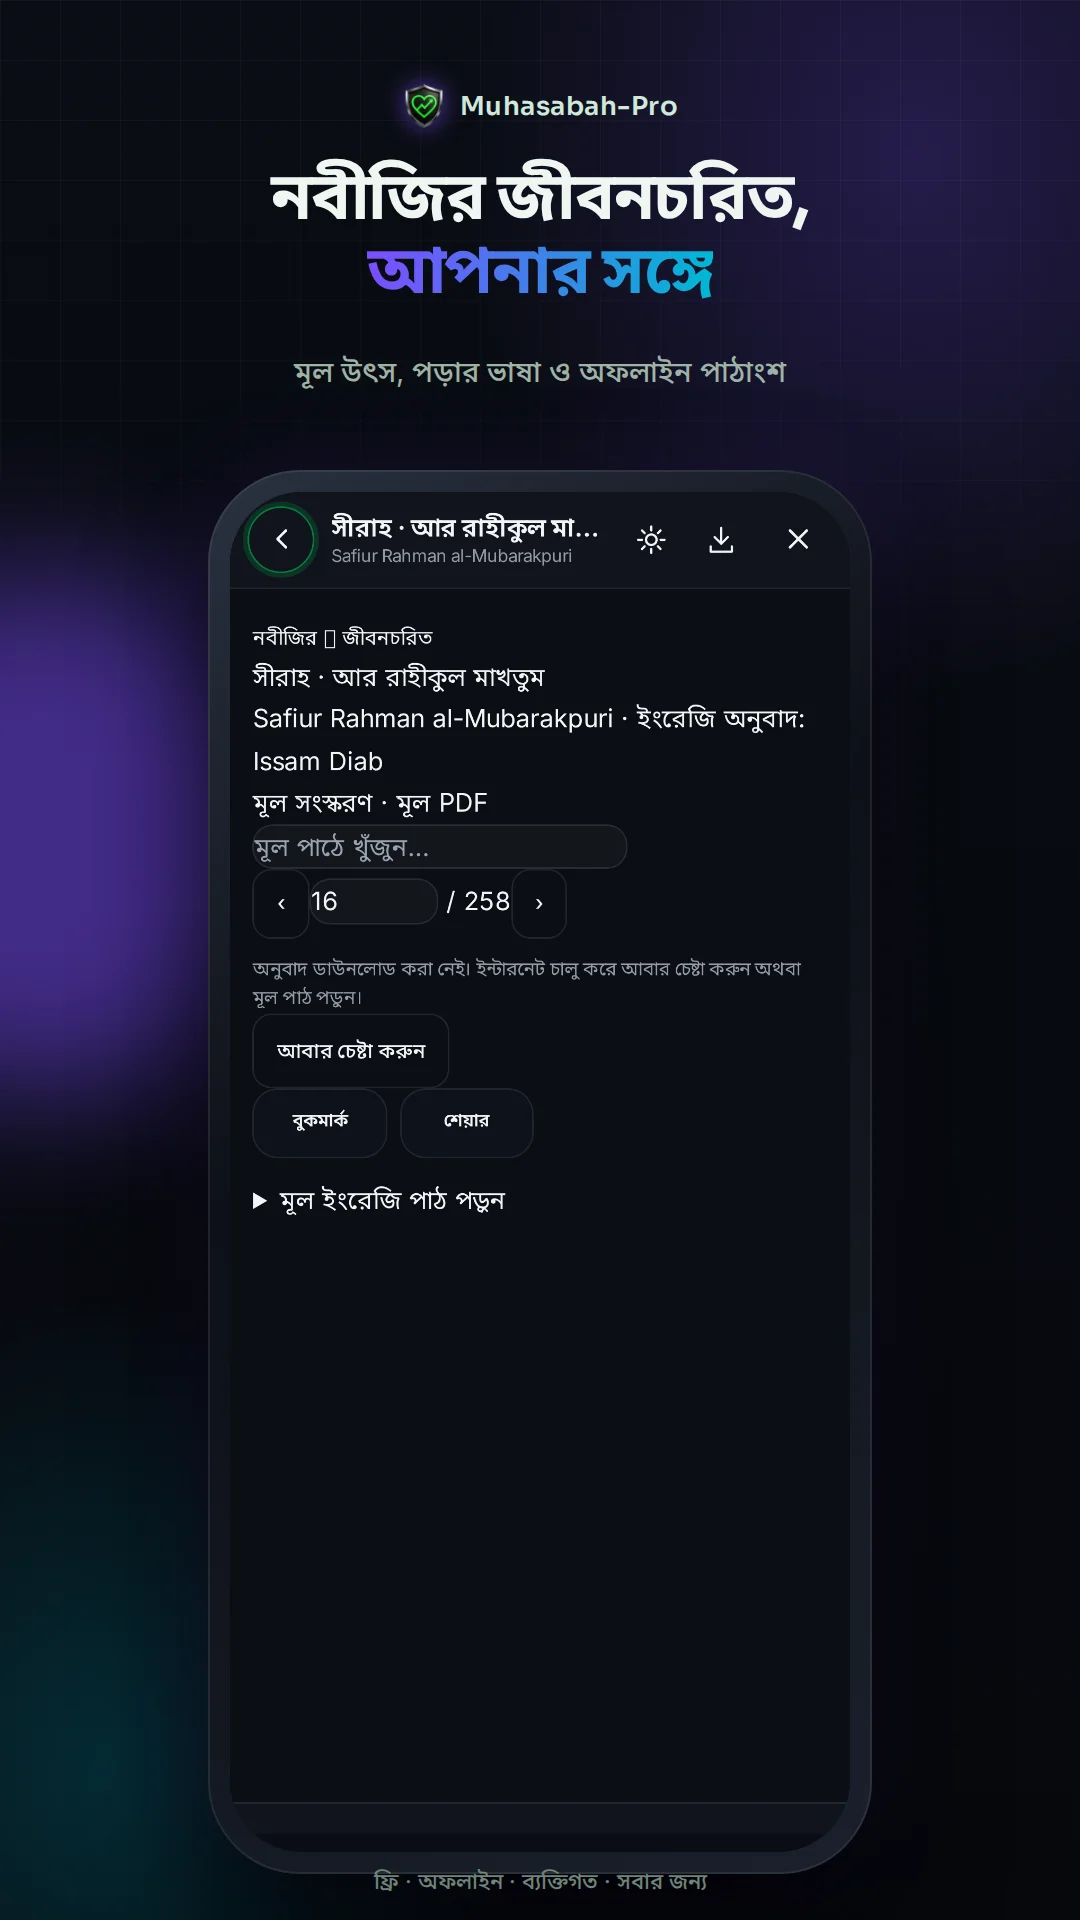 Muhasabah-Pro
নবীজির জীবনচরিত,
আপনার সঙ্গে
মূল উৎস, পড়ার ভাষা ও অফলাইন পাঠাংশ
সীরাহ · আর রাহীকুল মা...
Safiur Rahman al-Mubarakpuri
নবীজির ▯ জীবনচরিত
সীরাহ · আর রাহীকুল মাখতুম
Safiur Rahman al-Mubarakpuri · ইংরেজি অনুবাদ:
Issam Diab
মূল সংস্করণ · মূল PDF
মূল পাঠে খুঁজুন...
‹ 16 / 258 ›
অনুবাদ ডাউনলোড করা নেই। ইন্টারনেট চালু করে আবার চেষ্টা করুন অথবা
মূল পাঠ পড়ুন।
আবার চেষ্টা করুন
বুকমার্ক শেয়ার
▶ মূল ইংরেজি পাঠ পড়ুন
ফ্রি · অফলাইন · ব্যক্তিগত · সবার জন্য